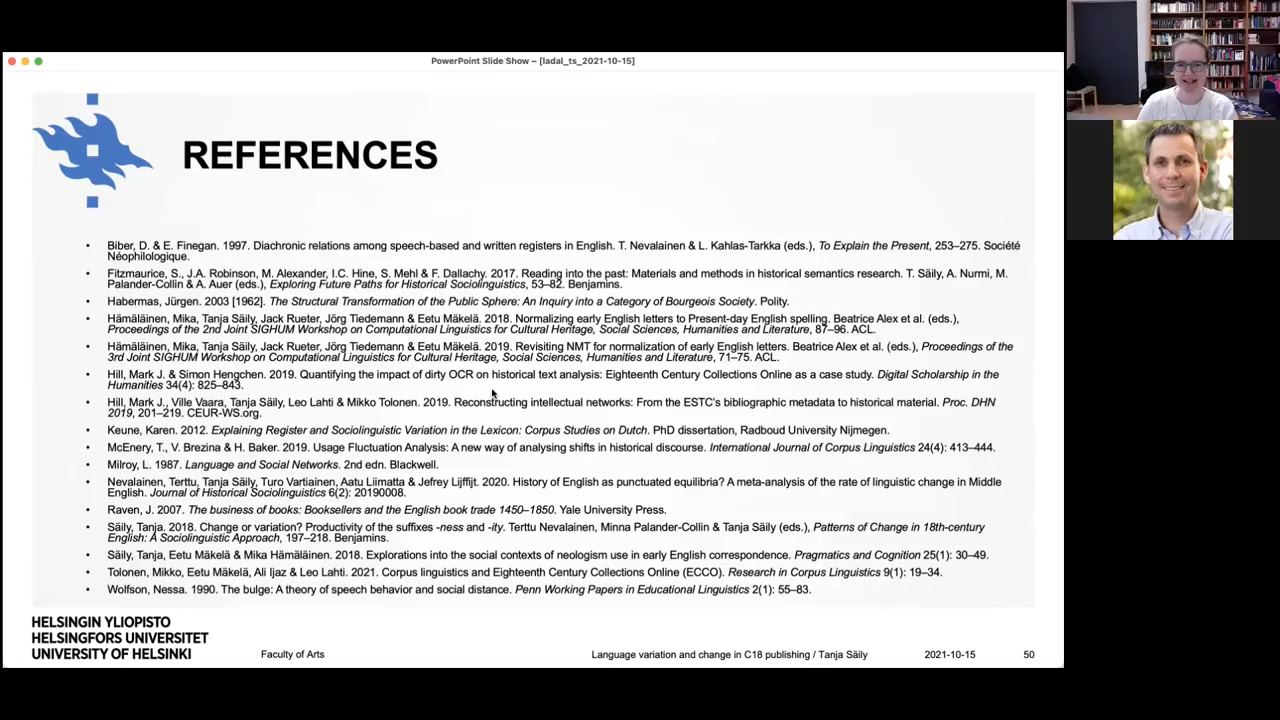 PowerPoint Slide Show – [ladal_ts_2021-10-15]
REFERENCES
• Biber, D. & E. Finegan. 1997. Diachronic relations among speech-based and written registers in English. T. Nevalainen & L. Kahlas-Tarkka (eds.), To Explain the Present, 253–275. Société
Néophilologique.
• Fitzmaurice, S., J.A. Robinson, M. Alexander, I.C. Hine, S. Mehl & F. Dallachy. 2017. Reading into the past: Materials and methods in historical semantics research. T. Säily, A. Nurmi, M.
Palander-Collin & A. Auer (eds.), Exploring Future Paths for Historical Sociolinguistics, 53–82. Benjamins.
• Habermas, Jürgen. 2003 [1962]. The Structural Transformation of the Public Sphere: An Inquiry into a Category of Bourgeois Society. Polity.
• Hämäläinen, Mika, Tanja Säily, Jack Rueter, Jörg Tiedemann & Eetu Mäkelä. 2018. Normalizing early English letters to Present-day English spelling. Beatrice Alex et al. (eds.),
Proceedings of the 2nd Joint SIGHUM Workshop on Computational Linguistics for Cultural Heritage, Social Sciences, Humanities and Literature, 87–96. ACL.
• Hämäläinen, Mika, Tanja Säily, Jack Rueter, Jörg Tiedemann & Eetu Mäkelä. 2019. Revisiting NMT for normalization of early English letters. Beatrice Alex et al. (eds.), Proceedings of the
3rd Joint SIGHUM Workshop on Computational Linguistics for Cultural Heritage, Social Sciences, Humanities and Literature, 71–75. ACL.
• Hill, Mark J. & Simon Hengchen. 2019. Quantifying the impact of dirty OCR on historical text analysis: Eighteenth Century Collections Online as a case study. Digital Scholarship in the
Humanities 34(4): 825–843.
• Hill, Mark J., Ville Vaara, Tanja Säily, Leo Lahti & Mikko Tolonen. 2019. Reconstructing intellectual networks: From the ESTC's bibliographic metadata to historical material. Proc. DHN
2019, 201–219. CEUR-WS.org.
• Keune, Karen. 2012. Explaining Register and Sociolinguistic Variation in the Lexicon: Corpus Studies on Dutch. PhD dissertation, Radboud University Nijmegen.
• McEnery, T., V. Brezina & H. Baker. 2019. Usage Fluctuation Analysis: A new way of analysing shifts in historical discourse. International Journal of Corpus Linguistics 24(4): 413–444.
• Milroy, L. 1987. Language and Social Networks. 2nd edn. Blackwell.
• Nevalainen, Terttu, Tanja Säily, Turo Vartiainen, Aatu Liimatta & Jefrey Lijffijt. 2020. History of English as punctuated equilibria? A meta-analysis of the rate of linguistic change in Middle
English. Journal of Historical Sociolinguistics 6(2): 20190008.
• Raven, J. 2007. The business of books: Booksellers and the English book trade 1450–1850. Yale University Press.
• Säily, Tanja. 2018. Change or variation? Productivity of the suffixes -ness and -ity. Terttu Nevalainen, Minna Palander-Collin & Tanja Säily (eds.), Patterns of Change in 18th-century
English: A Sociolinguistic Approach, 197–218. Benjamins.
• Säily, Tanja, Eetu Mäkelä & Mika Hämäläinen. 2018. Explorations into the social contexts of neologism use in early English correspondence. Pragmatics and Cognition 25(1): 30–49.
• Tolonen, Mikko, Eetu Mäkelä, Ali Ijaz & Leo Lahti. 2021. Corpus linguistics and Eighteenth Century Collections Online (ECCO). Research in Corpus Linguistics 9(1): 19–34.
• Wolfson, Nessa. 1990. The bulge: A theory of speech behavior and social distance. Penn Working Papers in Educational Linguistics 2(1): 55–83.
HELSINGIN YLIOPISTO
HELSINGFORS UNIVERSITET
UNIVERSITY OF HELSINKI
Faculty of Arts
Language variation and change in C18 publishing / Tanja Säily
2021-10-15
50